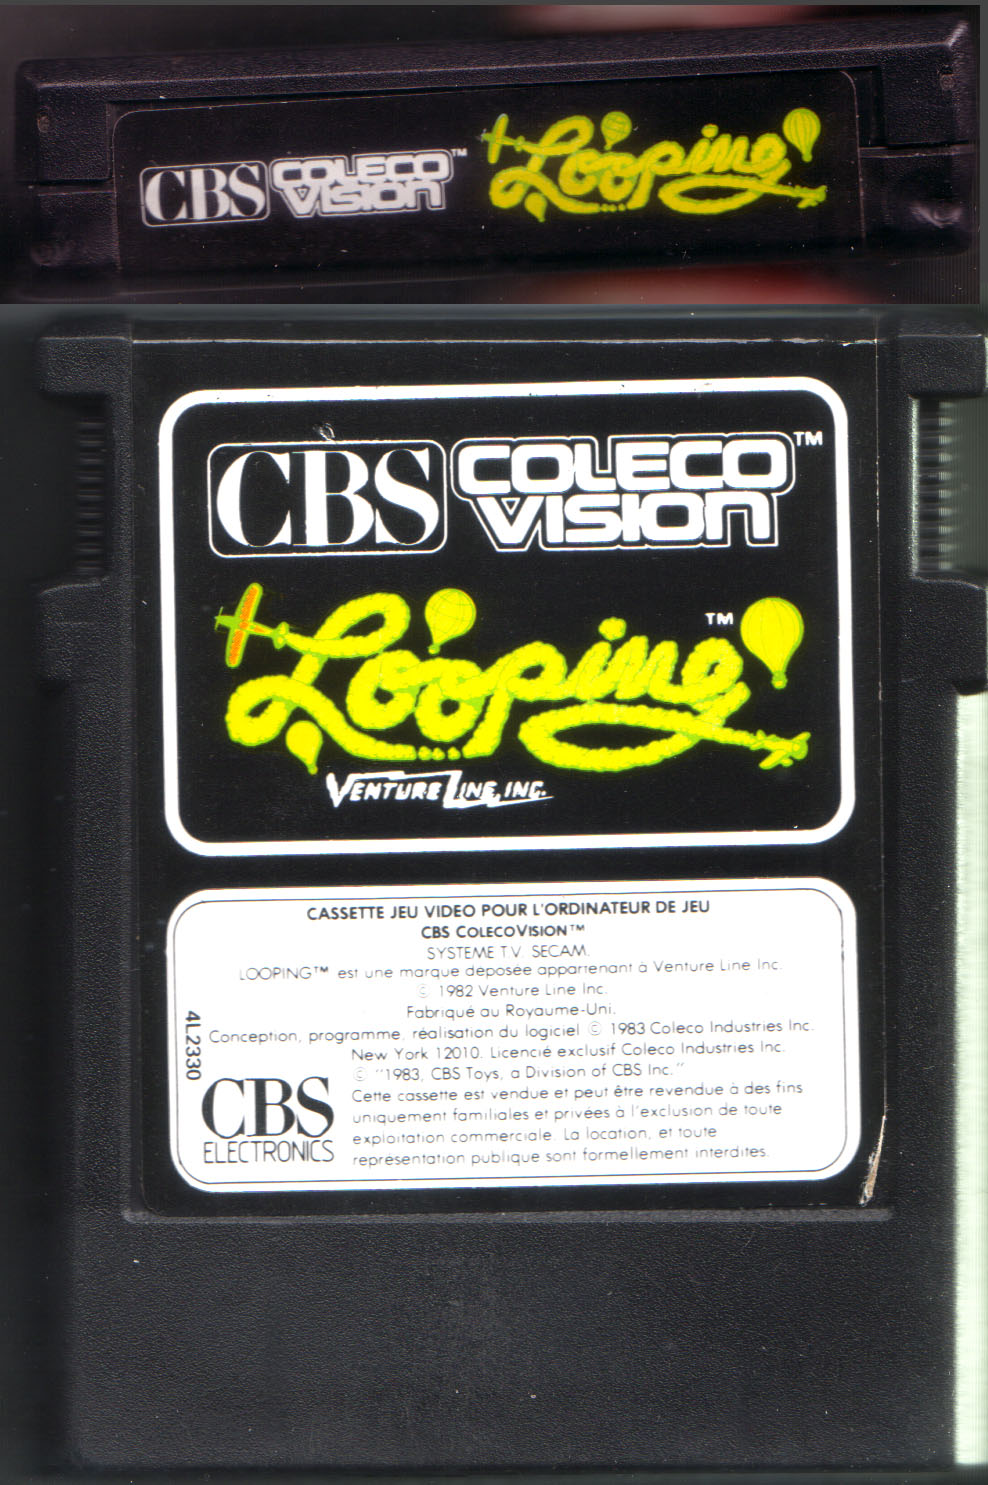 CBS COLECO VISION™ Looping
CBS COLECO VISION™
Looping™
VENTURE LINE, INC.
CASSETTE JEU VIDEO POUR L'ORDINATEUR DE JEU
CBS COLECOVISION™
SYSTEME T.V. SECAM.
LOOPING™ est une marque déposée appartenant à Venture Line Inc.
© 1982 Venture Line Inc.
Fabriqué au Royaume-Uni.
Conception, programme, réalisation du logiciel © 1983 Coleco Industries Inc.
New York 12010. Licencié exclusif Coleco Industries Inc.
© "1983, CBS Toys, a Division of CBS Inc."
Cette cassette est vendue et peut être revendue à des fins
uniquement familiales et privées à l'exclusion de toute
exploitation commerciale. La location, et toute
représentation publique sont formellement interdites.
4L2330
CBS
ELECTRONICS